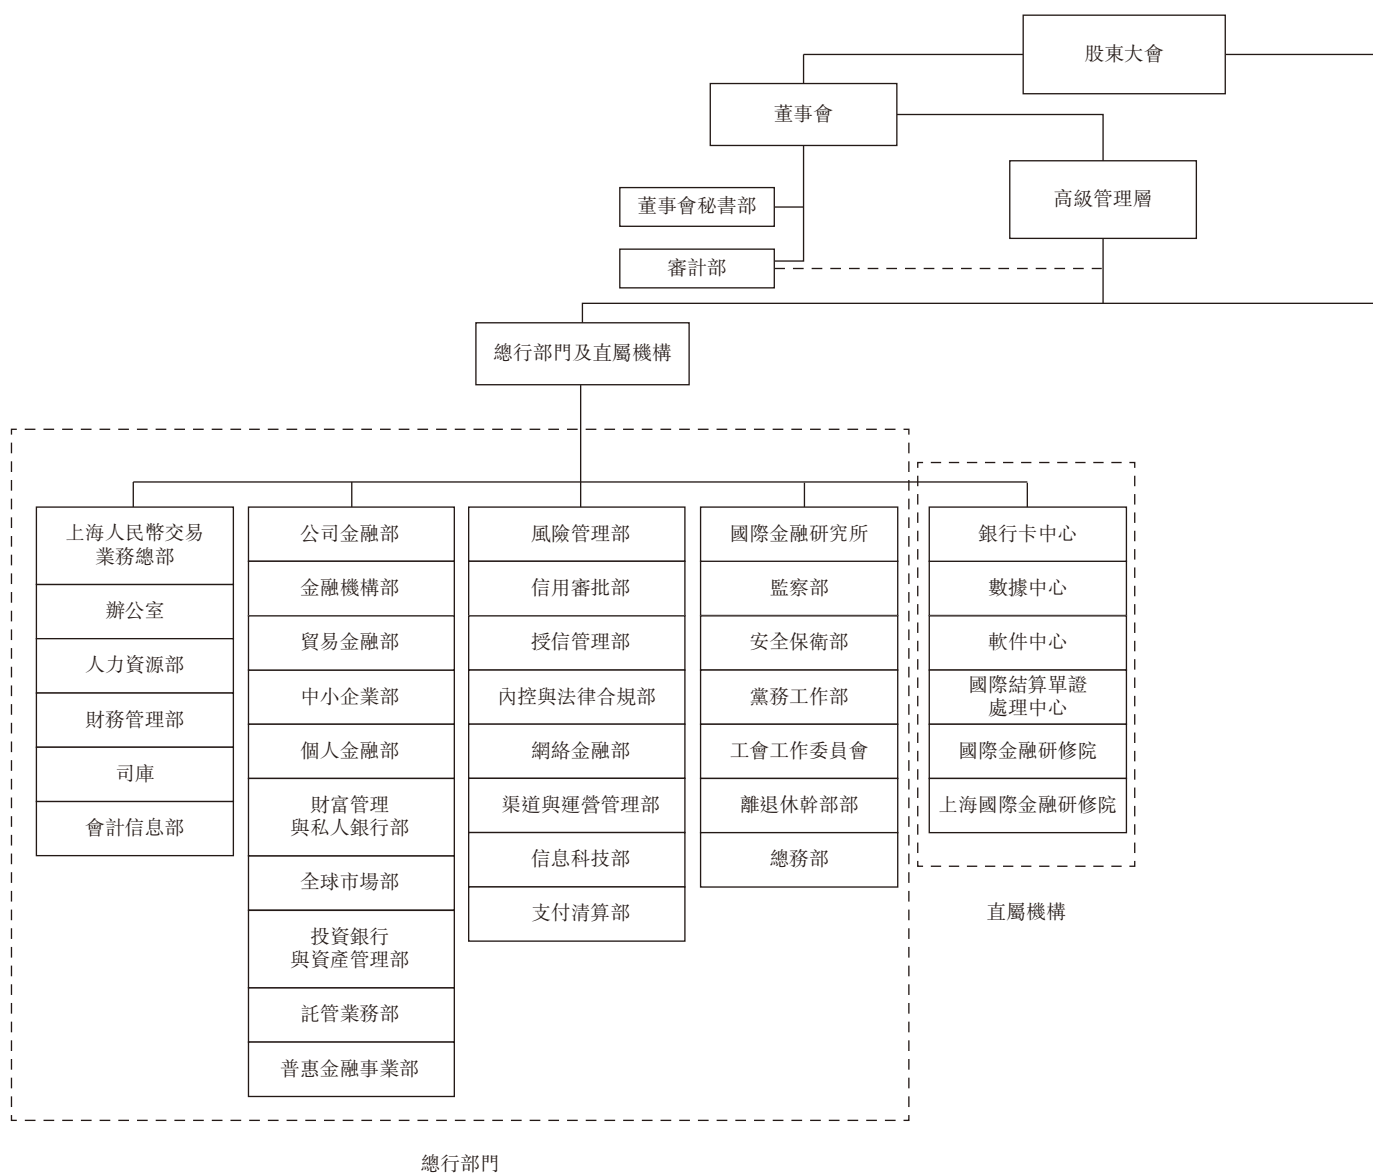 股東大會
董事會
高級管理層
董事會秘書部
審計部
總行部門及直屬機構
上海人民幣交易
業務總部
辦公室
人力資源部
財務管理部
司庫
會計信息部
公司金融部
金融機構部
貿易金融部
中小企業部
個人金融部
財富管理
與私人銀行部
全球市場部
投資銀行
與資產管理部
託管業務部
普惠金融事業部
風險管理部
信用審批部
授信管理部
內控與法律合規部
網絡金融部
渠道與運營管理部
信息科技部
支付清算部
國際金融研究所
監察部
安全保衛部
黨務工作部
工會工作委員會
離退休幹部部
總務部
銀行卡中心
數據中心
軟件中心
國際結算單證
處理中心
國際金融研修院
上海國際金融研修院
直屬機構
總行部門